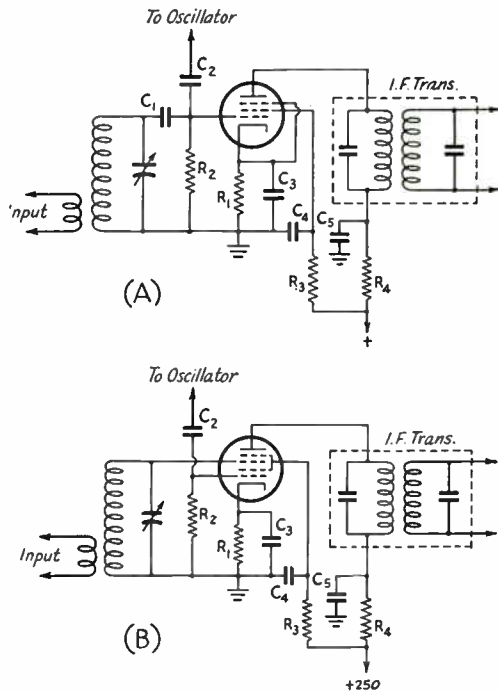 To Oscillator
C2
C1
I.F. Trans.
R2
R1
C3
C4
C5
Input
R3
R4
(A)
+
To Oscillator
C2
I.F. Trans.
R2
R1
C3
Input
C4
C5
R3
R4
(B)
+250